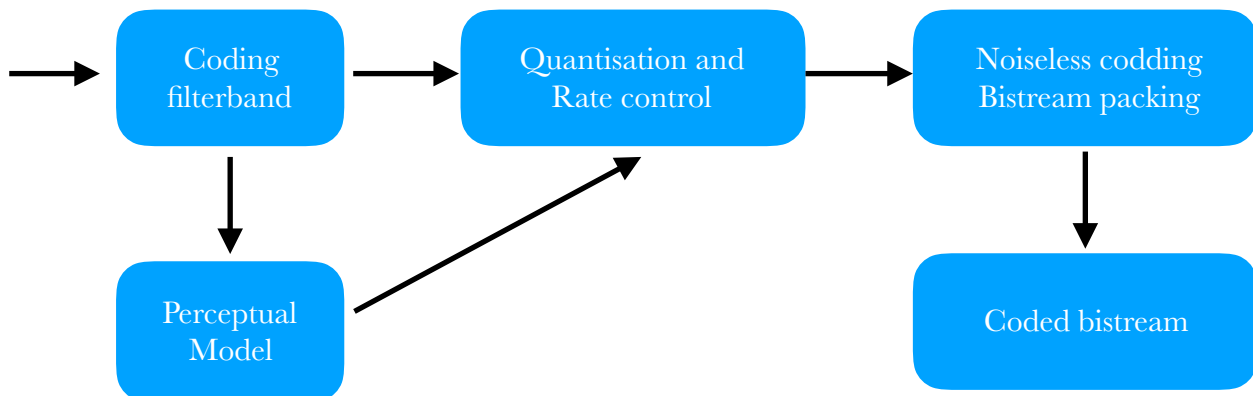 Coding
filterband
Quantisation and
Rate control
Noiseless codding
Bistream packing
Perceptual
Model
Coded bistream